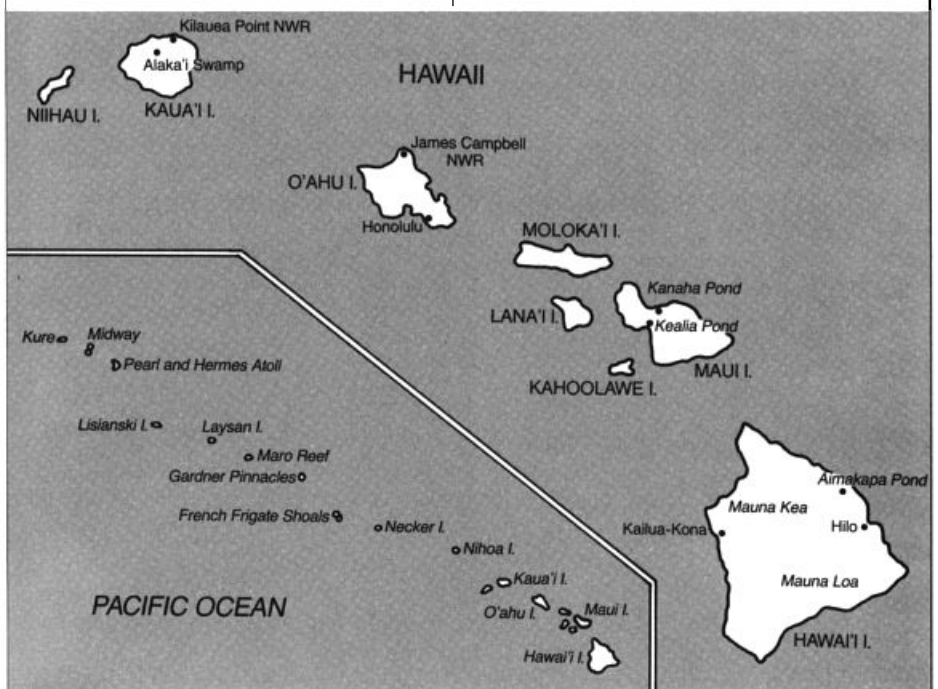 Kilauea Point NWR
Alaka'i Swamp
HAWAII
NIIHAU I.
KAUA'I I.
James Campbell
NWR
O'AHU I.
Honolulu
MOLOKA'I I.
Kanaha Pond
LANA'I I.
Kealia Pond
MAUI I.
KAHOOLAWE I.
Kure
Midway
Pearl and Hermes Atoll
Lisianski I.
Laysan I.
Maro Reef
Gardner Pinnacles
French Frigate Shoals
Necker I.
Nihoa I.
Kaua'i I.
O'ahu I.
Maui I.
Hawai'i I.
PACIFIC OCEAN
Aimakapa Pond
Mauna Kea
Kailua-Kona
Hilo
Mauna Loa
HAWAI'I I.